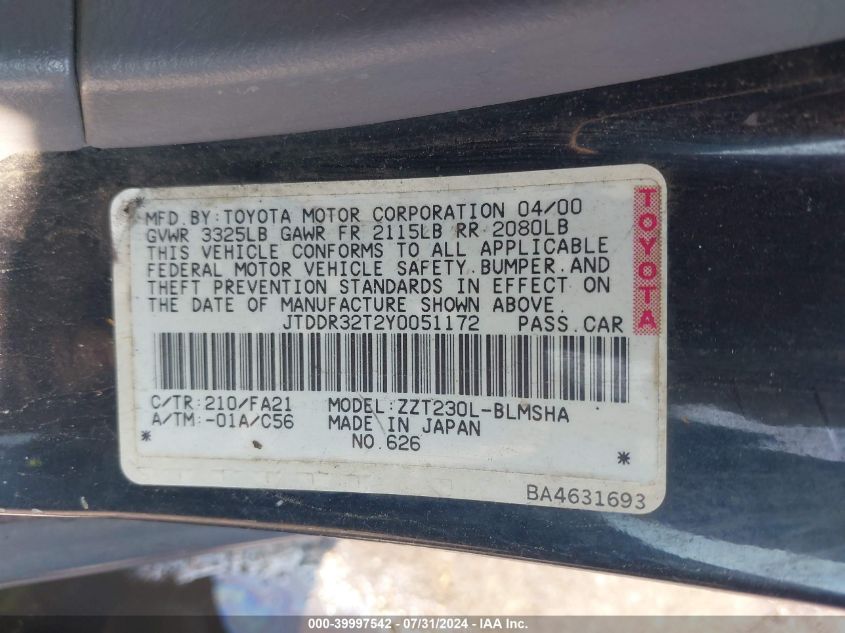 MFD.BY:TOYOTA MOTOR CORPORATION 04/00
GVWR 3325LB GAWR FR 2115LB RR 2080LB
THIS VEHICLE CONFORMS TO ALL APPLICABLE
FEDERAL MOTOR VEHICLE SAFETY.BUMPER.AND
THEFT PREVENTION STANDARDS IN EFFECT ON
THE DATE OF MANUFACTURE SHOWN ABOVE.
JTDDR32T2Y0051172 PASS.CAR
C/TR:210/FA21 MODEL:ZZT230L-BLMSHA
A/TM:-01A/C56 MADE IN JAPAN
* NO.626 *
BA4631693
TOYOTA
000-39997542 / 07/31/2024 - IAA Inc.